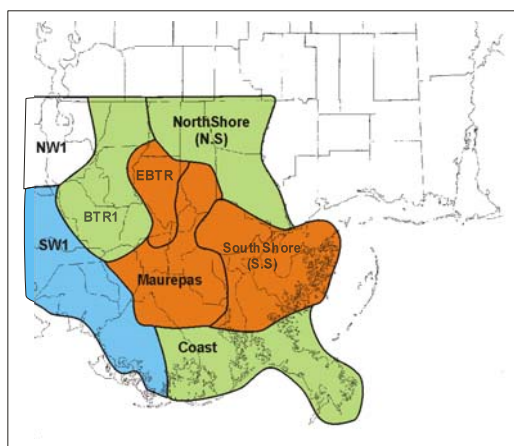 NorthShore
(N.S)
NW1
EBTR
BTR1
SW1
SouthShore
(S.S)
Maurepas
Coast